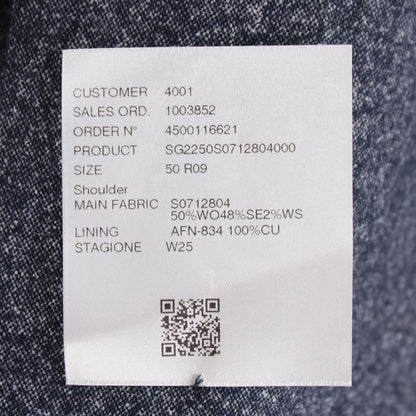 CUSTOMER 4001
SALES ORD. 1003852
ORDER N° 4500116621
PRODUCT SG2250S0712804000
SIZE 50 R09
Shoulder
MAIN FABRIC S0712804
50%WO48%SE2%WS
LINING AFN-834 100%CU
STAGIONE W25